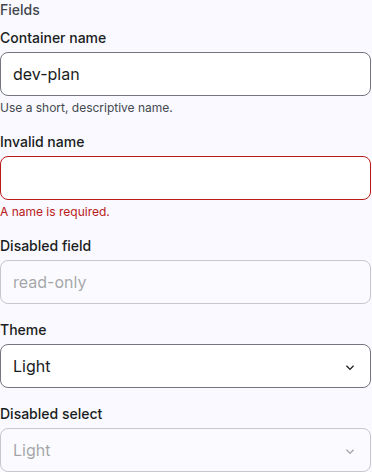 Fields
Container name
dev-plan
Use a short, descriptive name.
Invalid name
A name is required.
Disabled field
read-only
Theme
Light
Disabled select
Light